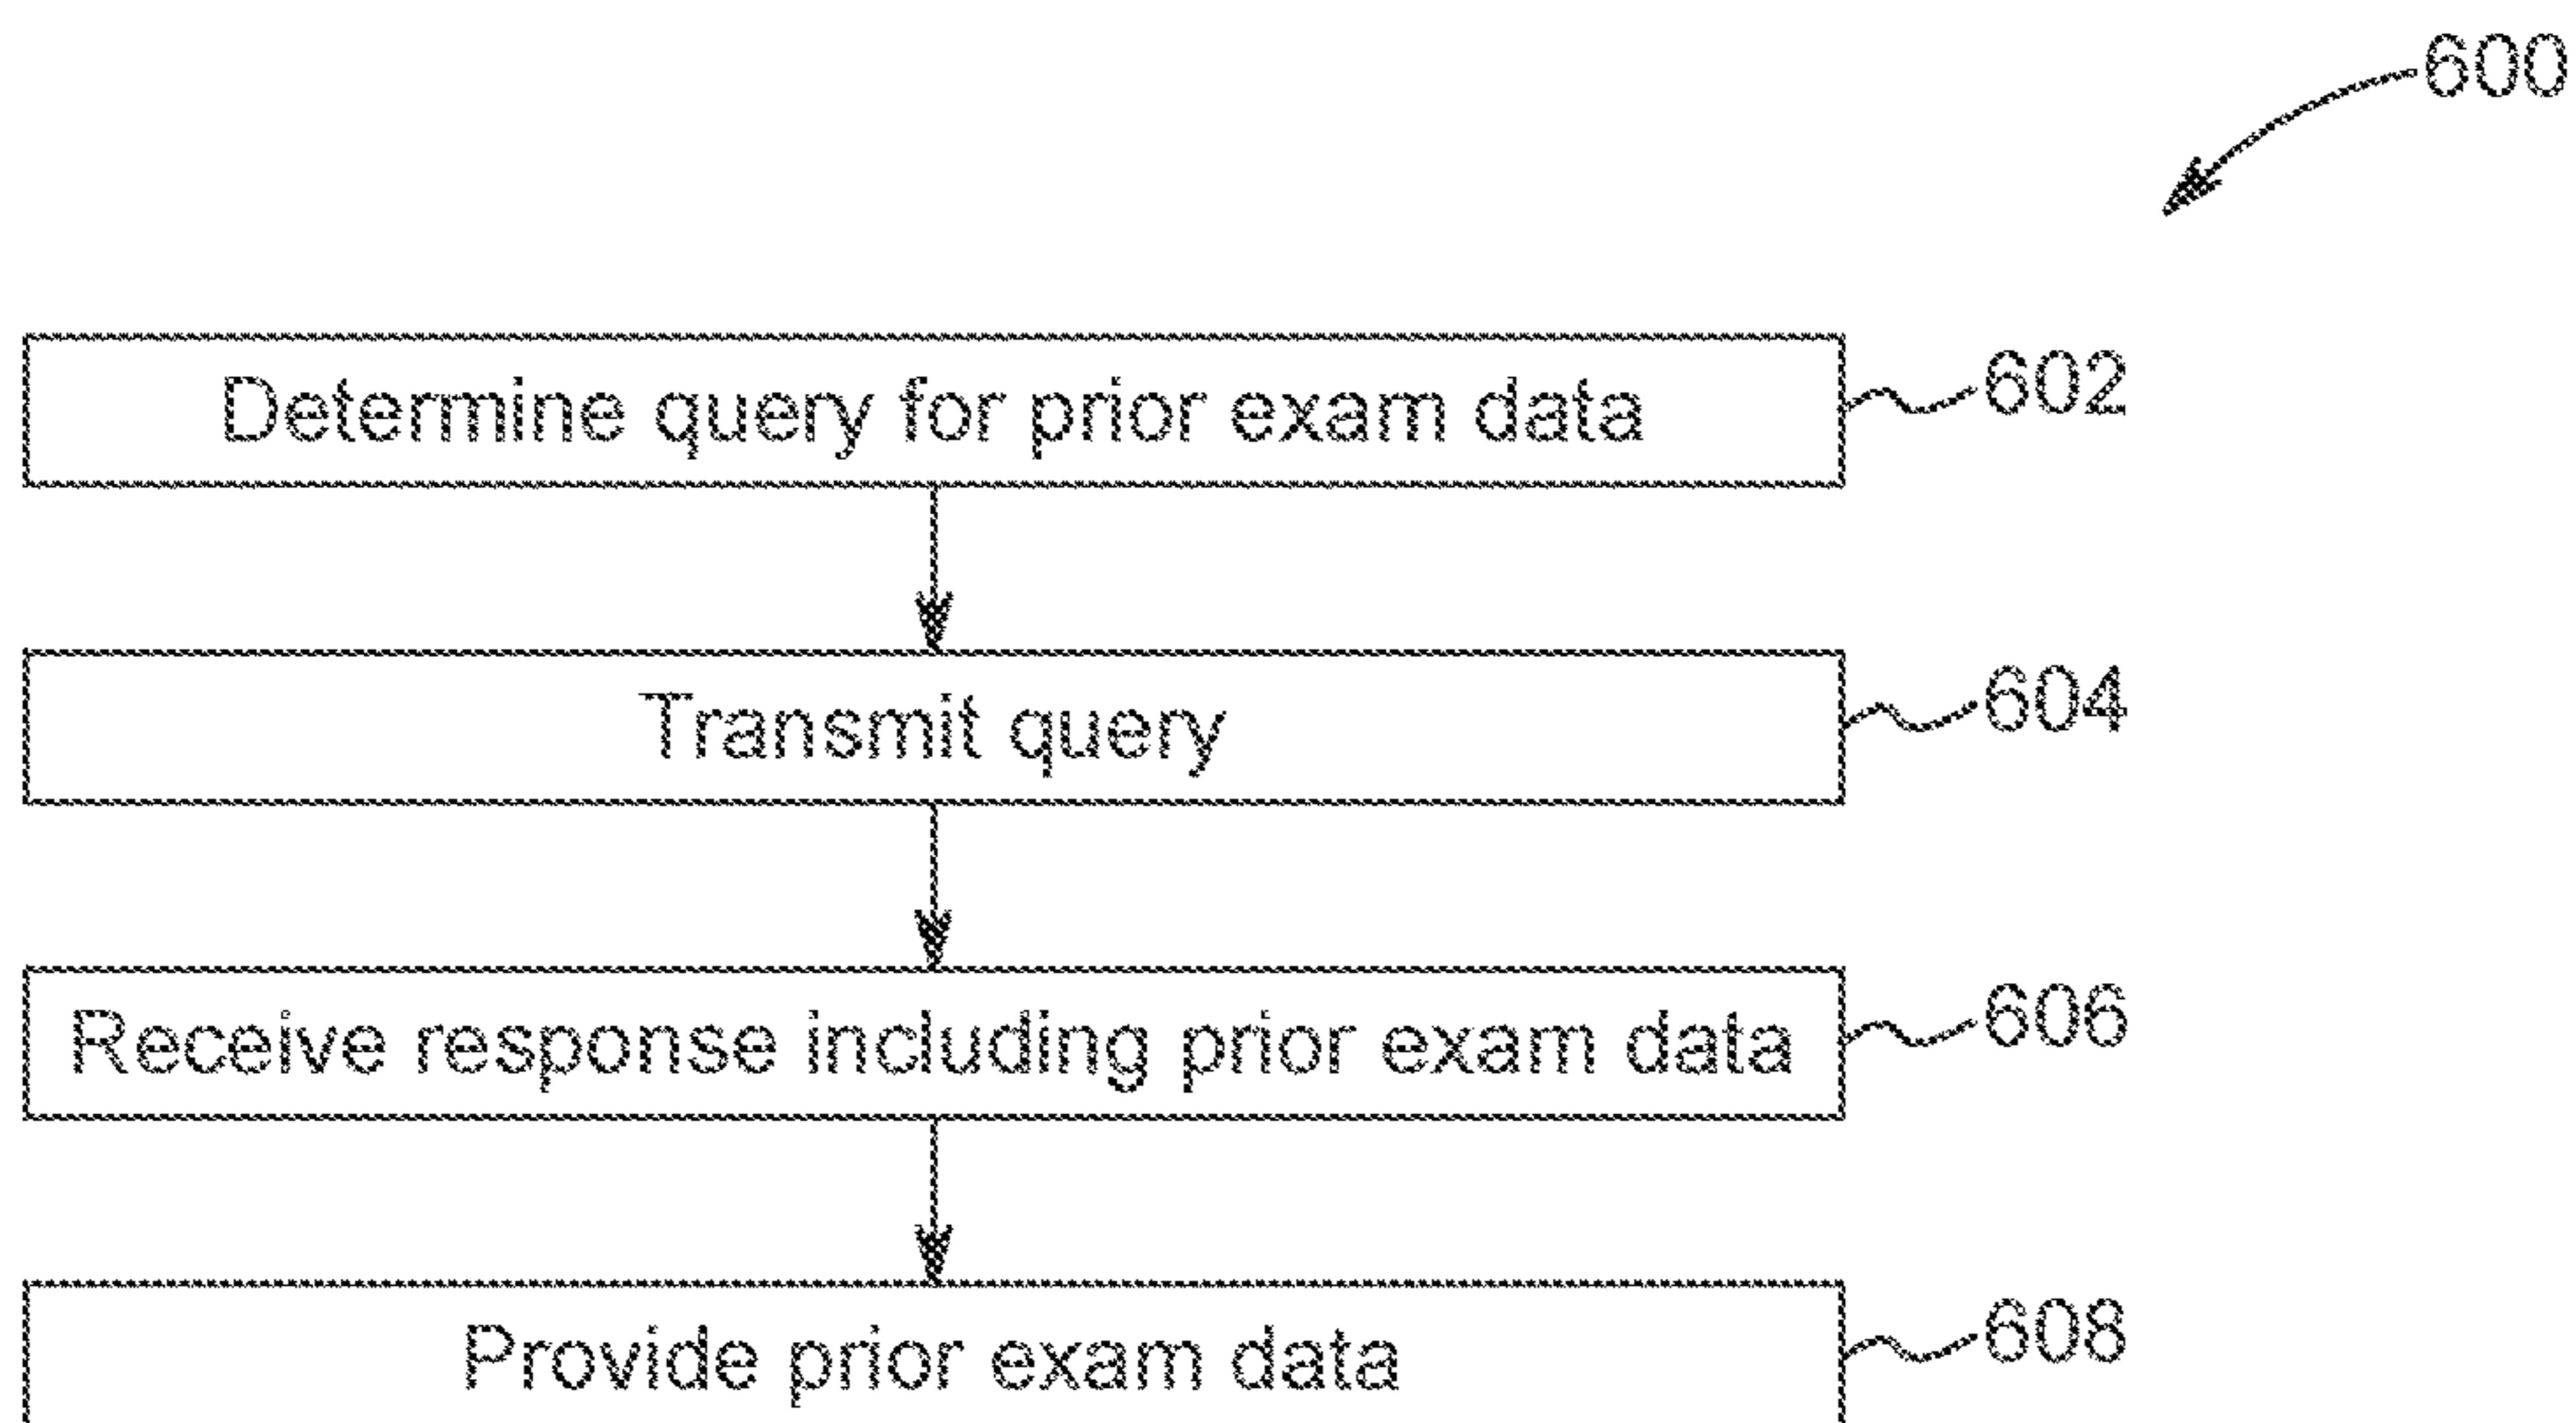 600
Determine query for prior exam data 602
Transmit query 604
Receive response including prior exam data 606
Provide prior exam data 608